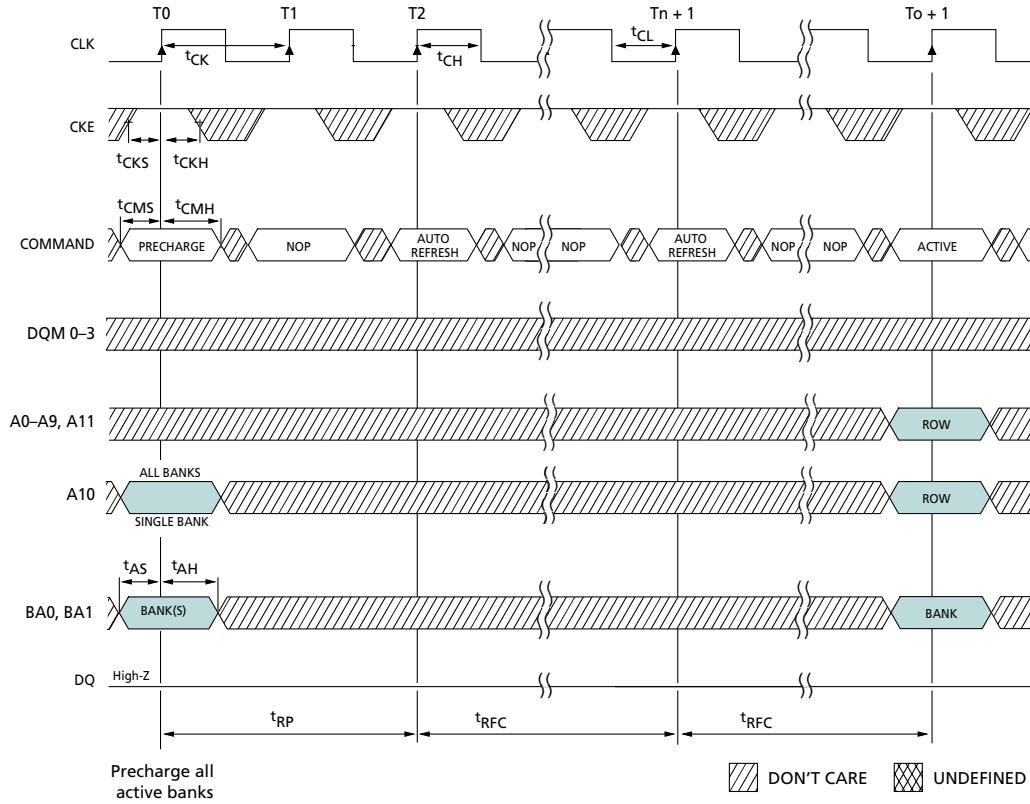 T0 T1 T2 Tn + 1 To + 1
CLK
tCK tCH tCL
CKE
tCKS tCKH
tCMS tCMH
COMMAND PRECHARGE NOP AUTO REFRESH NOP NOP AUTO REFRESH NOP NOP ACTIVE
DQM 0–3
A0–A9, A11 ROW
ALL BANKS
A10 ROW
SINGLE BANK
tAS tAH
BA0, BA1 BANK(S) BANK
DQ High-Z
tRP tRFC tRFC
Precharge all
active banks
DON'T CARE UNDEFINED